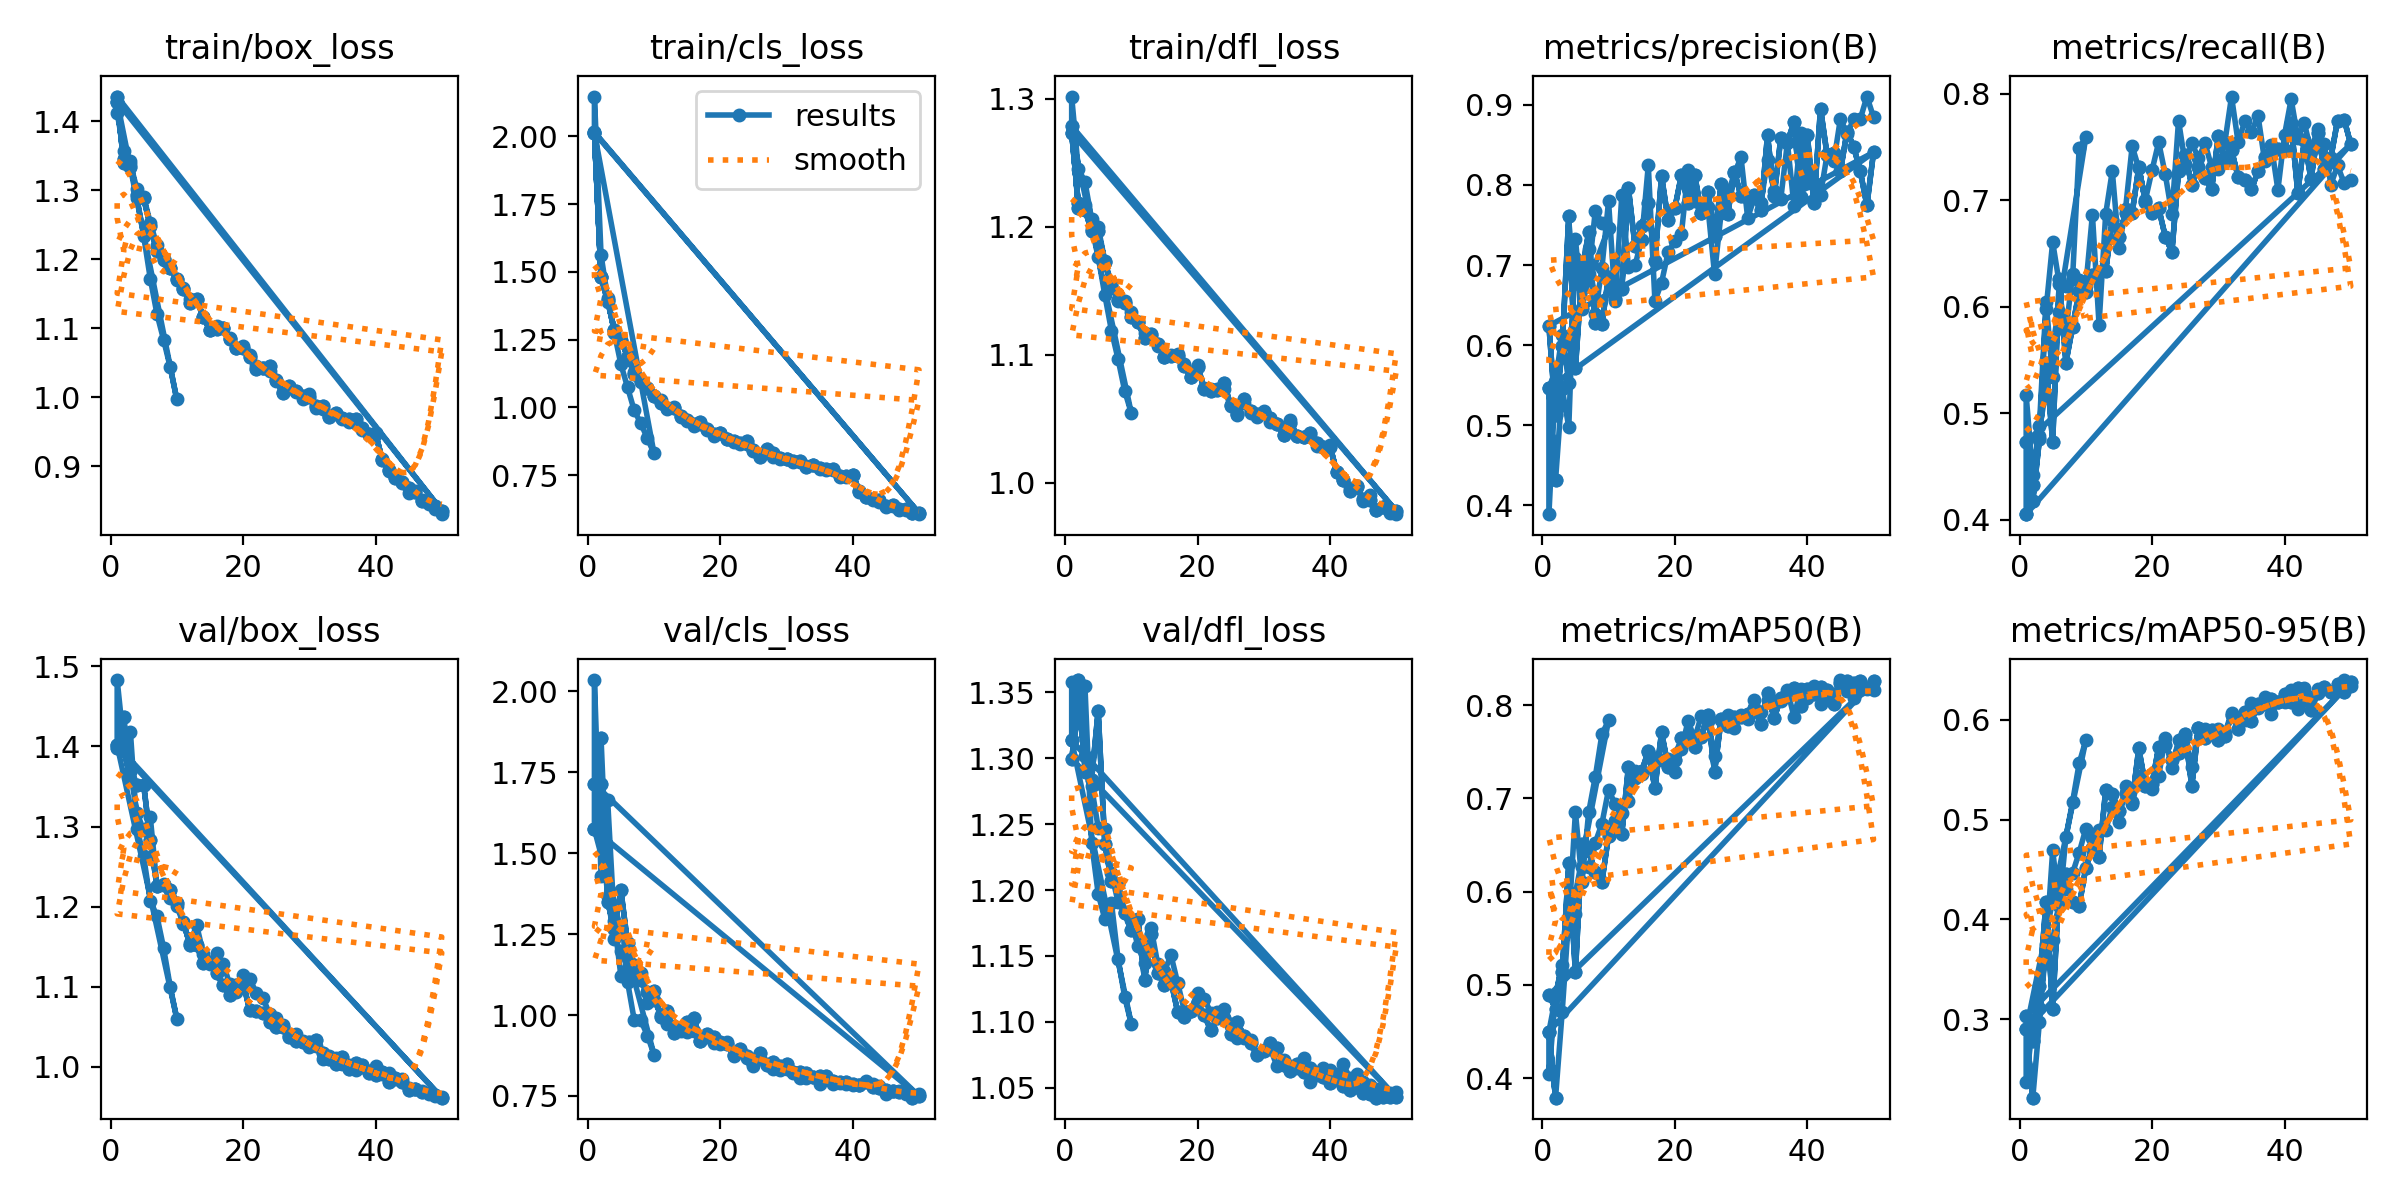 train/box_loss
train/cls_loss
train/dfl_loss
metrics/precision(B)
metrics/recall(B)
results
smooth
1.4
1.3
1.2
1.1
1.0
0.9
0 20 40
2.00
1.75
1.50
1.25
1.00
0.75
0 20 40
1.3
1.2
1.1
1.0
0 20 40
0.9
0.8
0.7
0.6
0.5
0.4
0 20 40
0.8
0.7
0.6
0.5
0.4
0 20 40
val/box_loss
val/cls_loss
val/dfl_loss
metrics/mAP50(B)
metrics/mAP50-95(B)
1.5
1.4
1.3
1.2
1.1
1.0
0 20 40
2.00
1.75
1.50
1.25
1.00
0.75
0 20 40
1.35
1.30
1.25
1.20
1.15
1.10
1.05
0 20 40
0.8
0.7
0.6
0.5
0.4
0 20 40
0.6
0.5
0.4
0.3
0 20 40